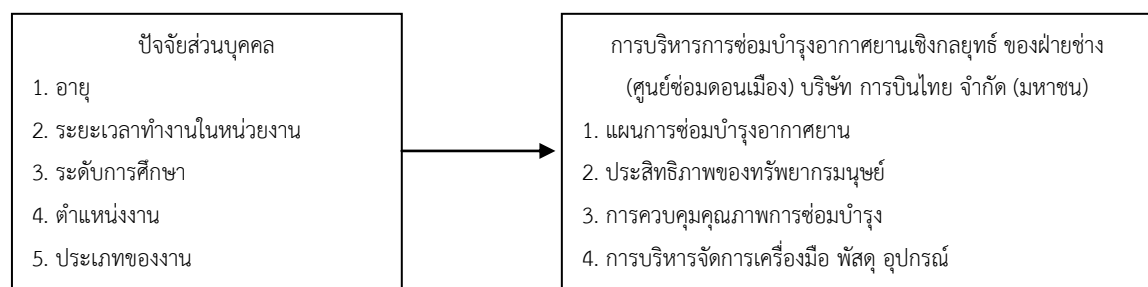 ปัจจัยส่วนบุคคล
1. อายุ
2. ระยะเวลาทำงานในหน่วยงาน
3. ระดับการศึกษา
4. ตำแหน่งงาน
5. ประเภทของงาน
การบริหารการซ่อมบำรุงอากาศยานเชิงกลยุทธ์ ของฝ่ายช่าง
(ศูนย์ซ่อมดอนเมือง) บริษัท การบินไทย จำกัด (มหาชน)
1. แผนการซ่อมบำรุงอากาศยาน
2. ประสิทธิภาพของทรัพยากรมนุษย์
3. การควบคุมคุณภาพการซ่อมบำรุง
4. การบริหารจัดการเครื่องมือ พัสดุ อุปกรณ์